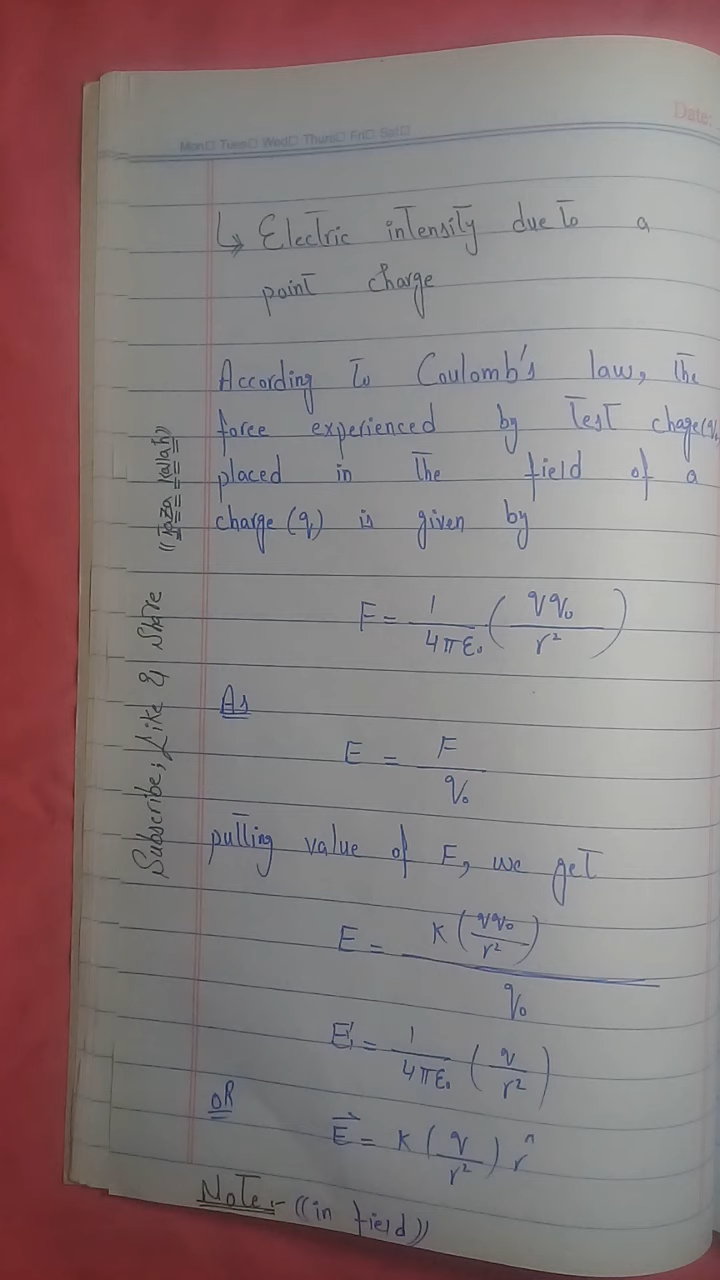 Date:
Mon□ Tues□ Wed□ Thurs□ Fri□ Sat□
↳ Electric intensity due to a
point charge
According to Coulomb's law, the
force experienced by test chage(q₀
placed in the field of a
charge (q) is given by
F = 1/4πε₀ (qq₀/r²)
As
E = F/q₀
putting value of F, we get
E = K(qq₀/r²)/q₀
E = 1/4πε₀ (q/r²)
OR
E⃗ = K(q/r²) r̂
Note:- ((in field))
Subscribe, Like & Share